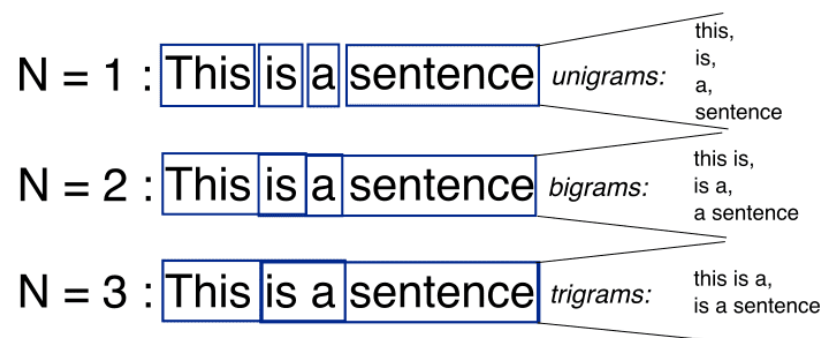 N = 1 : This is a sentence unigrams:
this,
is,
a,
sentence
N = 2 : This is a sentence bigrams:
this is,
is a,
a sentence
N = 3 : This is a sentence trigrams:
this is a,
is a sentence